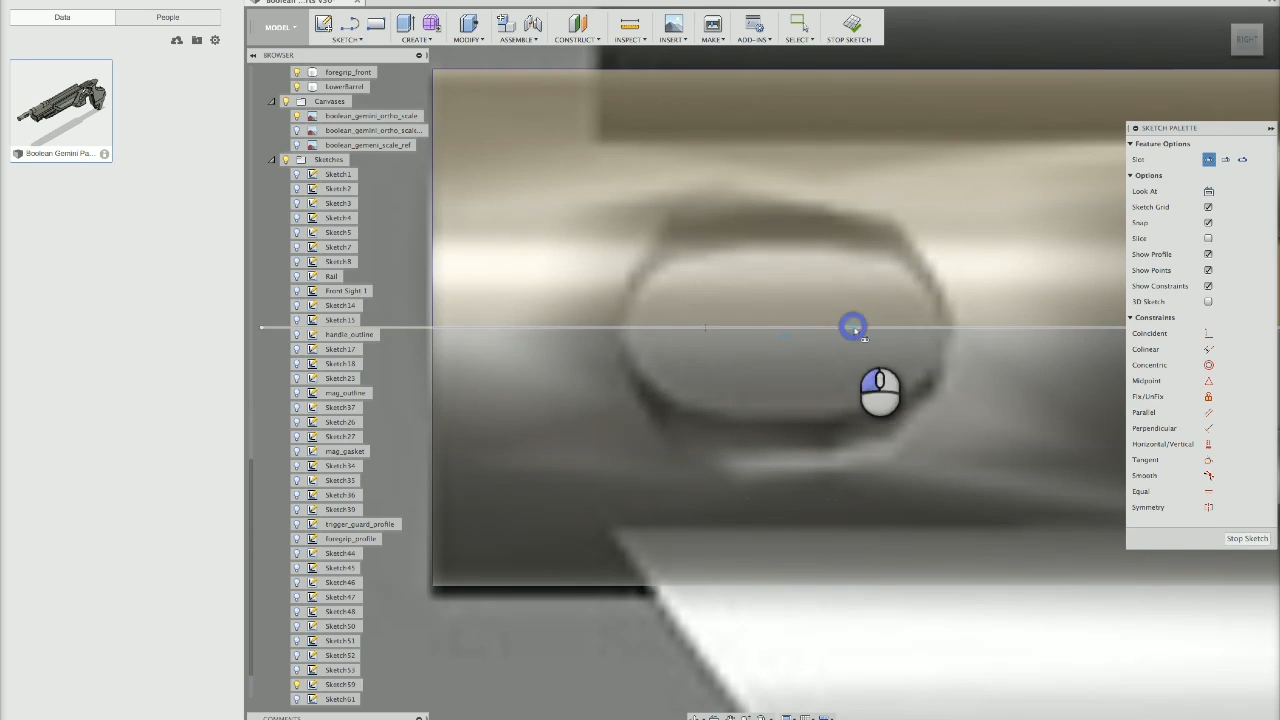 Data
People
Boolean Gemini Pa...
MODEL
SKETCH
CREATE
MODIFY
ASSEMBLE
CONSTRUCT
INSPECT
INSERT
MAKE
ADD-INS
SELECT
STOP SKETCH
RIGHT
BROWSER
foregrip_front
LowerBarrel
Canvases
boolean_gemini_ortho_scale
boolean_gemini_ortho_scale...
boolean_gemeni_scale_ref
Sketches
Sketch1
Sketch2
Sketch3
Sketch4
Sketch5
Sketch7
Sketch8
Rail
Front Sight 1
Sketch14
Sketch15
handle_outline
Sketch17
Sketch18
Sketch23
mag_outline
Sketch37
Sketch26
Sketch27
mag_gasket
Sketch34
Sketch35
Sketch36
Sketch39
trigger_guard_profile
foregrip_profile
Sketch44
Sketch45
Sketch46
Sketch47
Sketch48
Sketch50
Sketch51
Sketch52
Sketch53
Sketch59
Sketch61
COMMENTS
SKETCH PALETTE
Feature Options
Slot
Options
Look At
Sketch Grid
Snap
Slice
Show Profile
Show Points
Show Constraints
3D Sketch
Constraints
Coincident
Colinear
Concentric
Midpoint
Fix/UnFix
Parallel
Perpendicular
Horizontal/Vertical
Tangent
Smooth
Equal
Symmetry
Stop Sketch